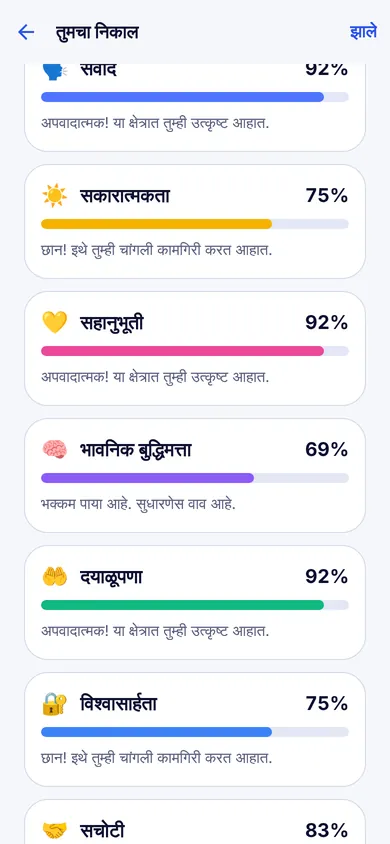 तुमचा निकाल
झाले
संवाद 92%
अपवादात्मक! या क्षेत्रात तुम्ही उत्कृष्ट आहात.
सकारात्मकता 75%
छान! इथे तुम्ही चांगली कामगिरी करत आहात.
सहानुभूती 92%
अपवादात्मक! या क्षेत्रात तुम्ही उत्कृष्ट आहात.
भावनिक बुद्धिमत्ता 69%
भक्कम पाया आहे. सुधारणेस वाव आहे.
दयाळूपणा 92%
अपवादात्मक! या क्षेत्रात तुम्ही उत्कृष्ट आहात.
विश्वासार्हता 75%
छान! इथे तुम्ही चांगली कामगिरी करत आहात.
सचोटी 83%